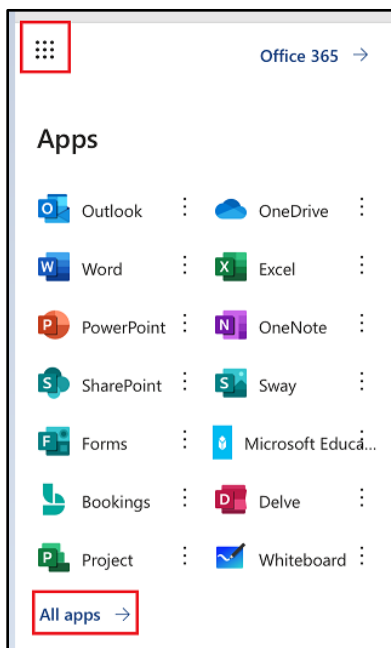 Office 365 →
Apps
Outlook OneDrive
Word Excel
PowerPoint OneNote
SharePoint Sway
Forms Microsoft Educa...
Bookings Delve
Project Whiteboard
All apps →